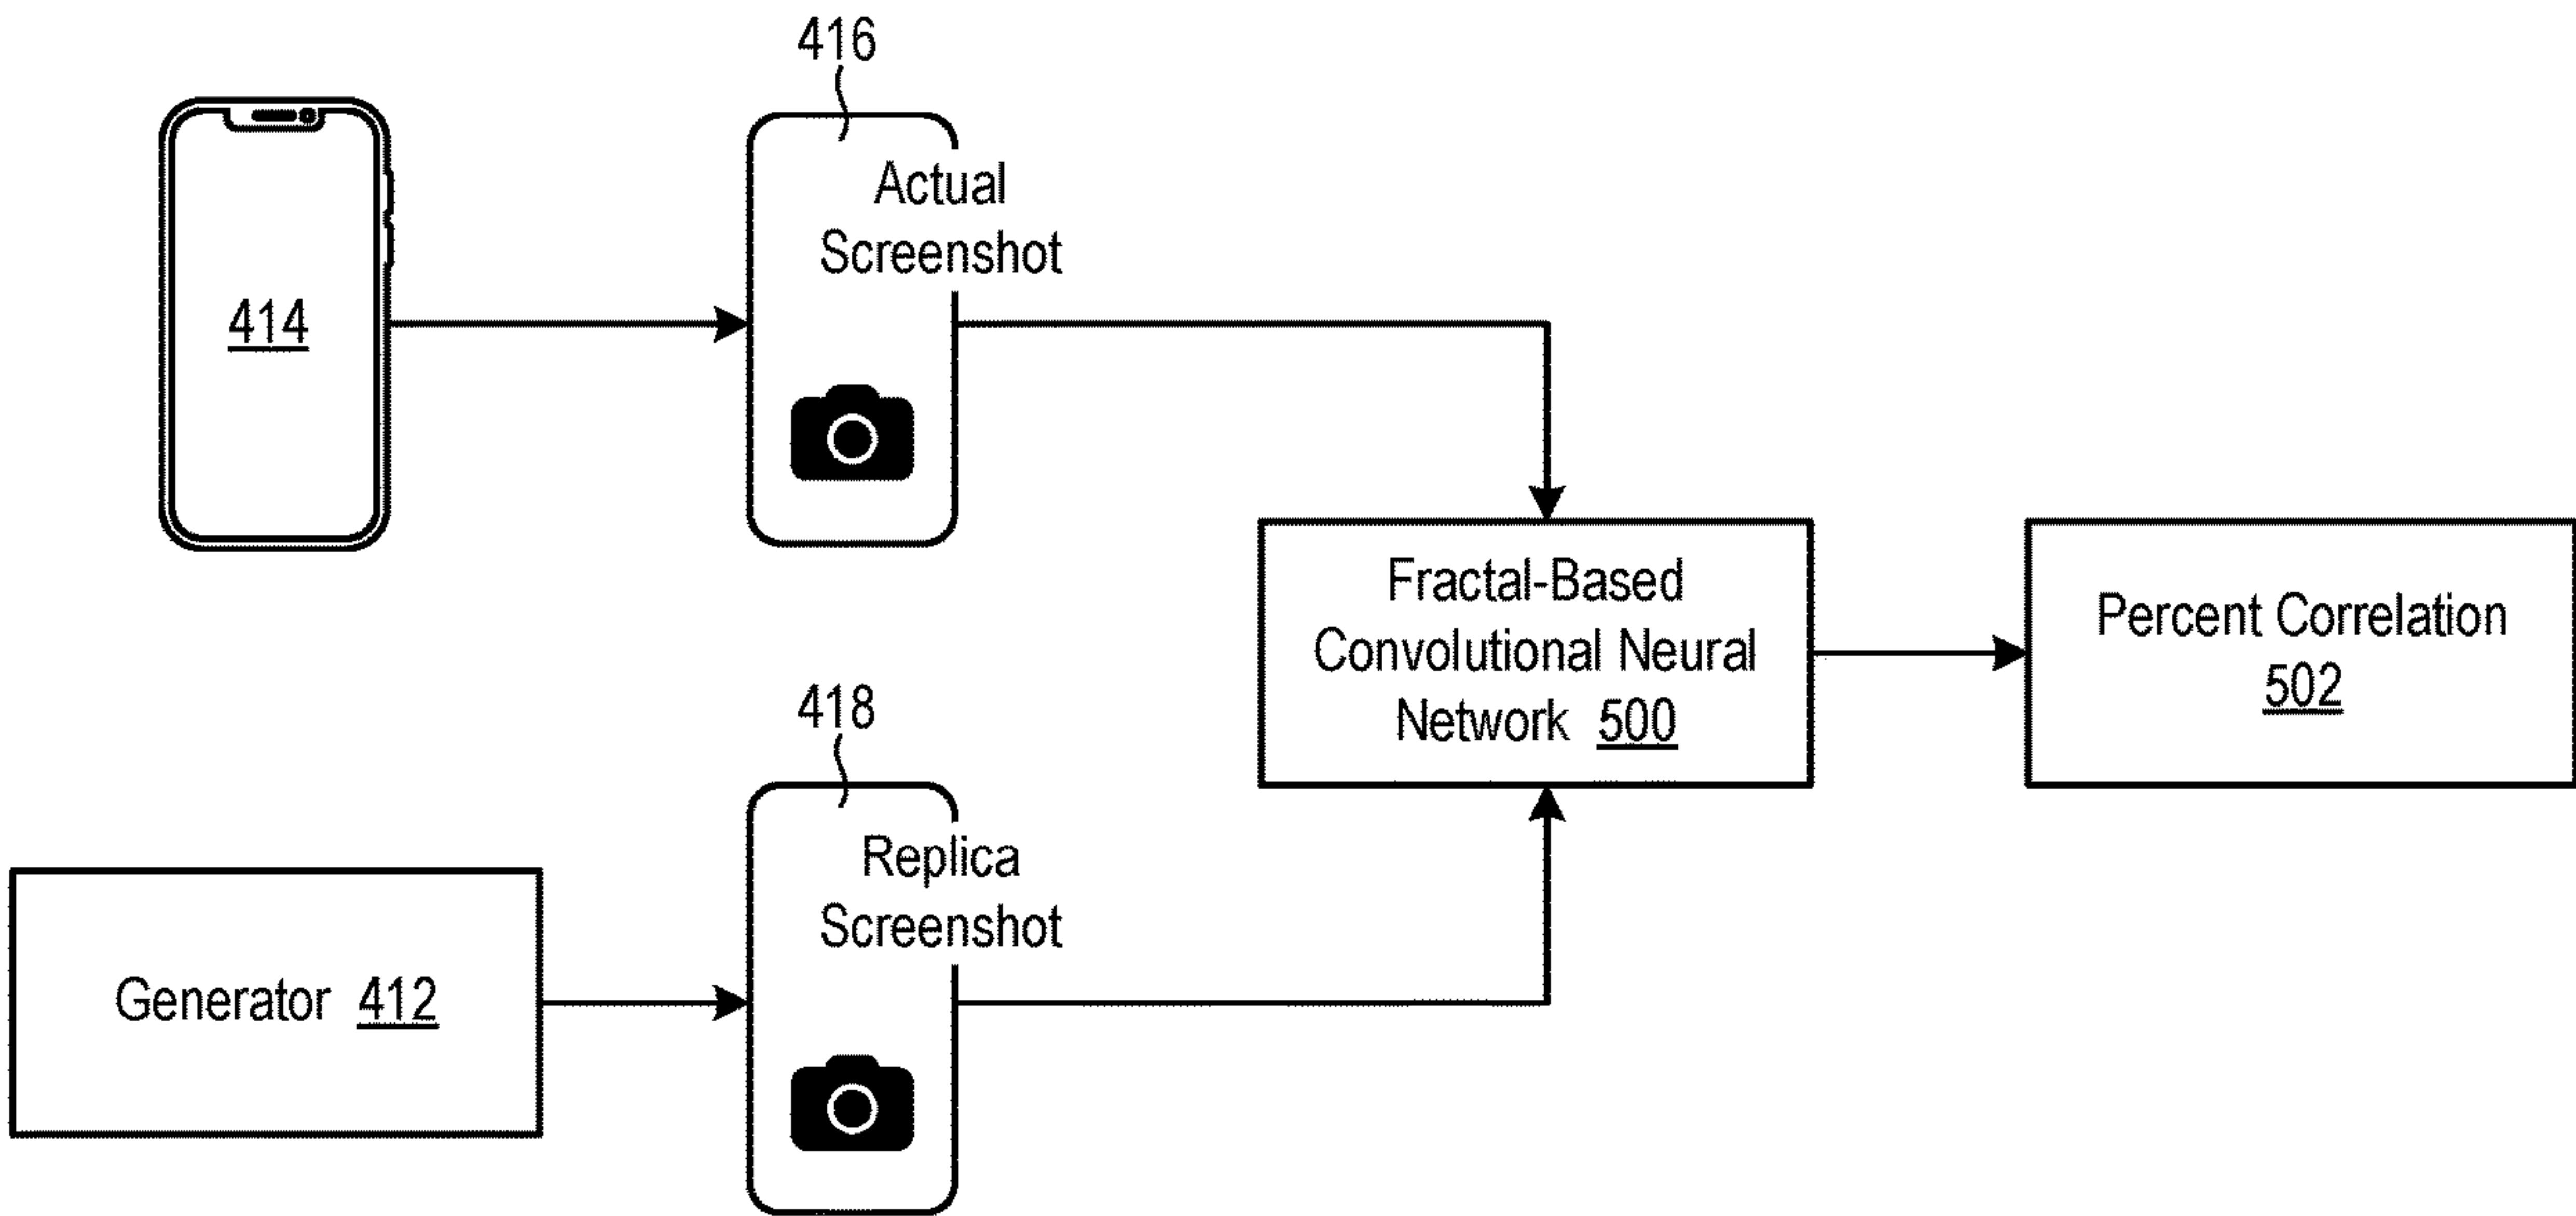 416
Actual
Screenshot
414
Fractal-Based
Convolutional Neural
Network 500
Percent Correlation
502
418
Replica
Screenshot
Generator 412